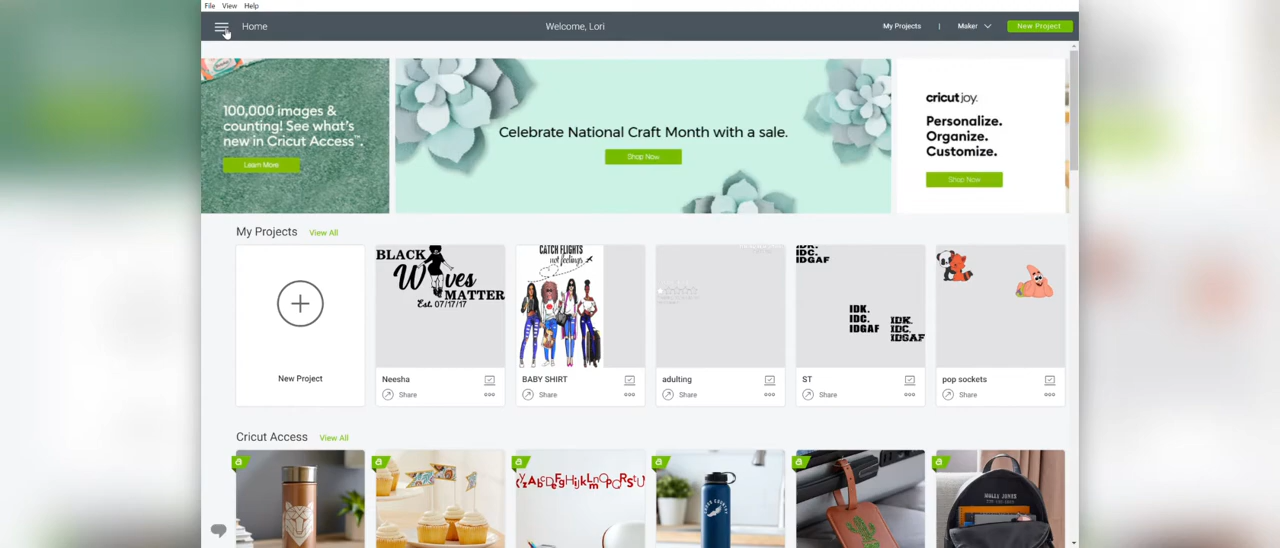 File View Help
Home
Welcome, Lori
My Projects | Maker
New Project
100,000 images &
counting! See what's
new in Cricut Access™.
Learn More
Celebrate National Craft Month with a sale.
Shop Now
cricut joy.
Personalize.
Organize.
Customize.
Shop Now
My Projects View All
New Project
BLACK
Wives
MATTER
Est. 07/17/17
Neesha
Share
CATCH FLIGHTS
not feelings
BABY SHIRT
Share
adulting
Share
IDK.
IDC.
IDGAF
IDK.
IDC.
IDGAF
IDK.
IDC.
IDGAF
ST
Share
pop sockets
Share
Cricut Access View All